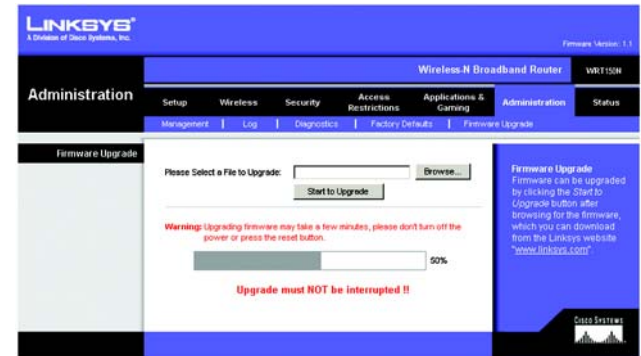 LINKSYS®
A Division of Cisco Systems, Inc.
Firmware Version: 1.1
Wireless-N Broadband Router
WRT150N
Administration
Setup
Wireless
Security
Access Restrictions
Applications & Gaming
Administration
Status
Management | Log | Diagnostics | Factory Defaults | Firmware Upgrade
Firmware Upgrade
Please Select a File to Upgrade:
Browse...
Start to Upgrade
Warning: Upgrading firmware may take a few minutes, please don't turn off the
power or press the reset button.
50%
Upgrade must NOT be interrupted !!
Firmware Upgrade
Firmware can be upgraded
by clicking the Start to
Upgrade button after
browsing for the firmware,
which you can download
from the Linksys website
"www.linksys.com".
CISCO SYSTEMS